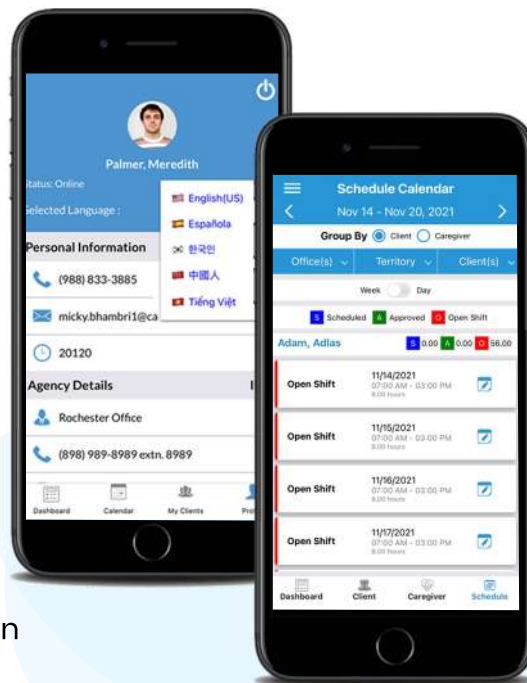 Palmer, Meredith
Status: Online
Selected Language :
English(US)
Española
한국인
中國人
Tiếng Việt
Personal Information
(988) 833-3885
micky.bhambri1@ca
20120
Agency Details
Rochester Office
(898) 989-8989 extn. 8989
Dashboard
Calendar
My Clients
Schedule Calendar
Nov 14 - Nov 20, 2021
Group By Client Caregiver
Office(s) Territory Client(s)
Week Day
S Scheduled A Approved O Open Shift
Adam, Adlas S 0.00 A 0.00 O 56.00
11/14/2021
Open Shift 07:00 AM - 03:00 PM
8.00 hours
11/15/2021
Open Shift 07:00 AM - 03:00 PM
8.00 hours
11/16/2021
Open Shift 07:00 AM - 03:00 PM
8.00 hours
11/17/2021
Open Shift 07:00 AM - 03:00 PM
8.00 hours
Dashboard Client Caregiver Schedule
n